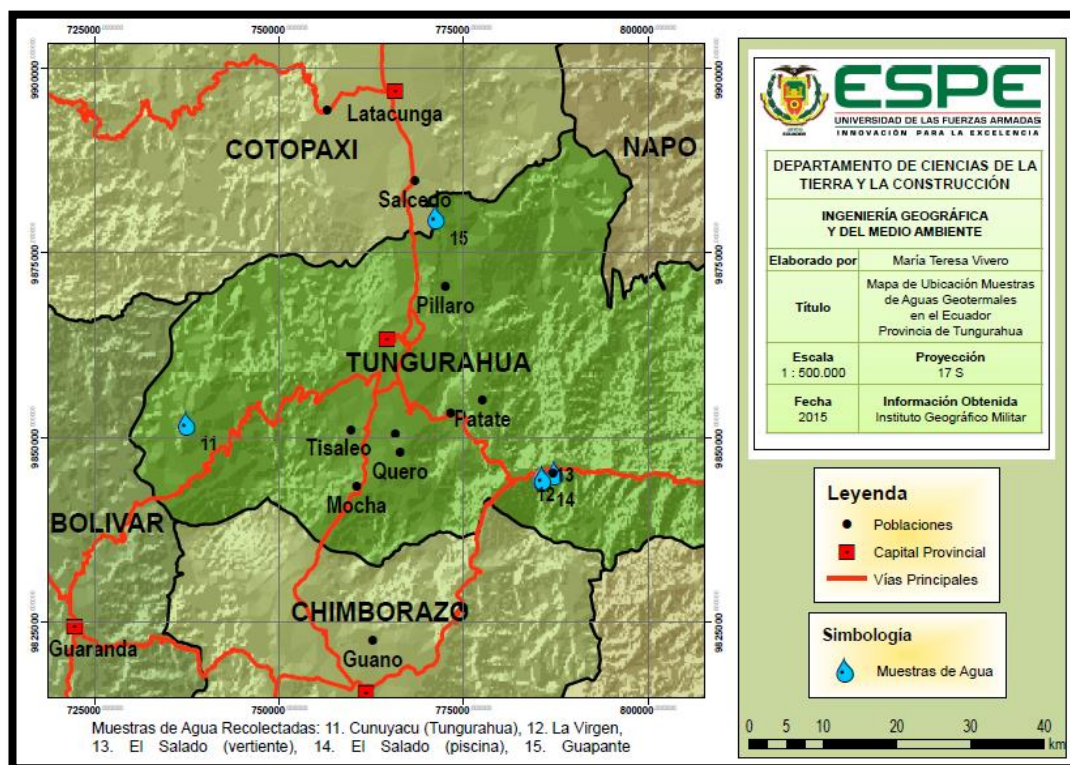 725000
750000
775000
800000
9900000
9900000
Latacunga
COTOPAXI
NAPO
Salcedo
15
9875000
9875000
Pillaro
TUNGURAHUA
Patate
11
Tisaleo
9850000
9850000
Quero
13
12
14
Mocha
BOLIVAR
CHIMBORAZO
9825000
9825000
Guaranda
Guano
725000
750000
775000
800000
Muestras de Agua Recolectadas: 11. Cunuyacu (Tungurahua), 12. La Virgen,
13. El Salado (vertiente), 14. El Salado (piscina), 15. Guapante
ESPE
UNIVERSIDAD DE LAS FUERZAS ARMADAS
INNOVACIÓN PARA LA EXCELENCIA
DEPARTAMENTO DE CIENCIAS DE LA
TIERRA Y LA CONSTRUCCIÓN
INGENIERÍA GEOGRÁFICA
Y DEL MEDIO AMBIENTE
Elaborado por
María Teresa Vivero
Título
Mapa de Ubicación Muestras
de Aguas Geotermales
en el Ecuador
Provincia de Tungurahua
Escala
1 : 500.000
Proyección
17 S
Fecha
2015
Información Obtenida
Instituto Geográfico Militar
Leyenda
Poblaciones
Capital Provincial
Vías Principales
Simbología
Muestras de Agua
0 5 10 20 30 40
km